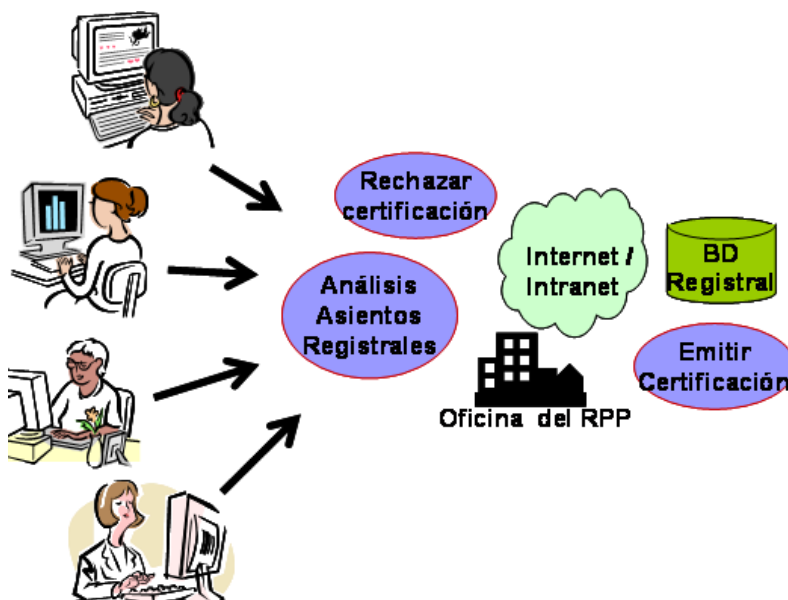 Rechazar
certificación
Análisis
Asientos
Registrales
Internet /
Intranet
BD
Registral
Emitir
Certificación
Oficina del RPP